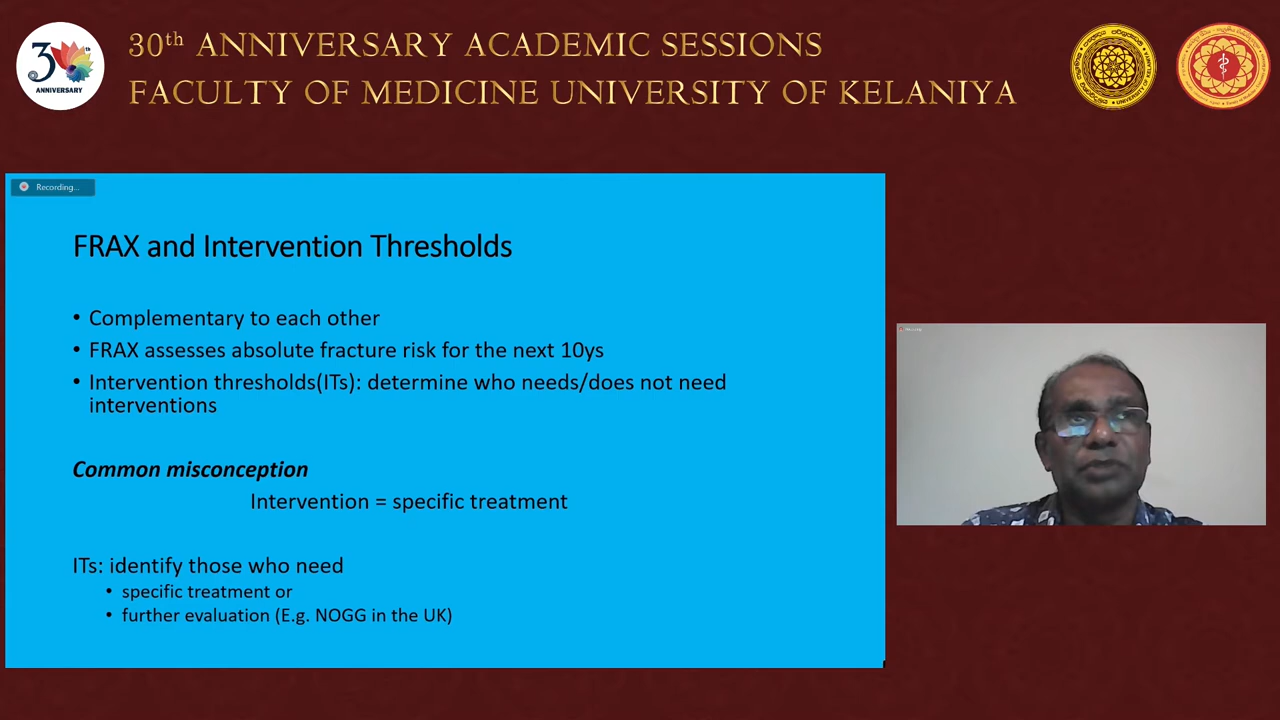 30th ANNIVERSARY
30th ANNIVERSARY ACADEMIC SESSIONS
FACULTY OF MEDICINE UNIVERSITY OF KELANIYA
Recording...
FRAX and Intervention Thresholds
• Complementary to each other
• FRAX assesses absolute fracture risk for the next 10ys
• Intervention thresholds(ITs): determine who needs/does not need
interventions
Common misconception
Intervention = specific treatment
ITs: identify those who need
• specific treatment or
• further evaluation (E.g. NOGG in the UK)